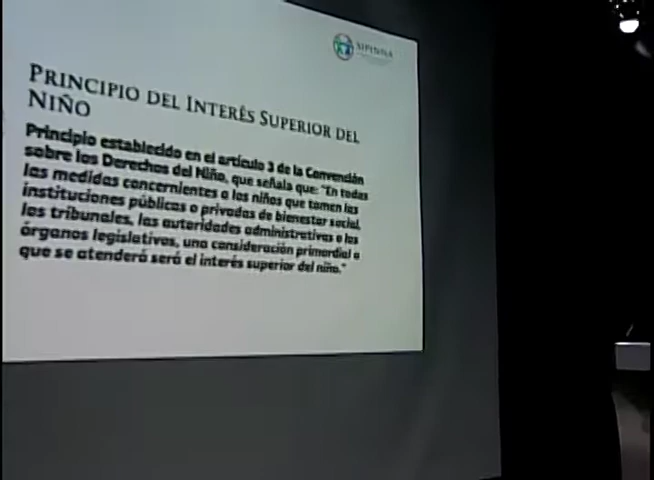 SIPINNA
PRINCIPIO DEL INTERÉS SUPERIOR DEL
NIÑO
Principio establecido en el artículo 3 de la Convención
sobre los Derechos del Niño, que señala que: "En todas
las medidas concernientes a los niños que tomen las
instituciones públicas o privadas de bienestar social,
los tribunales, las autoridades administrativas o los
órganos legislativos, una consideración primordial a
que se atenderá será el interés superior del niño."